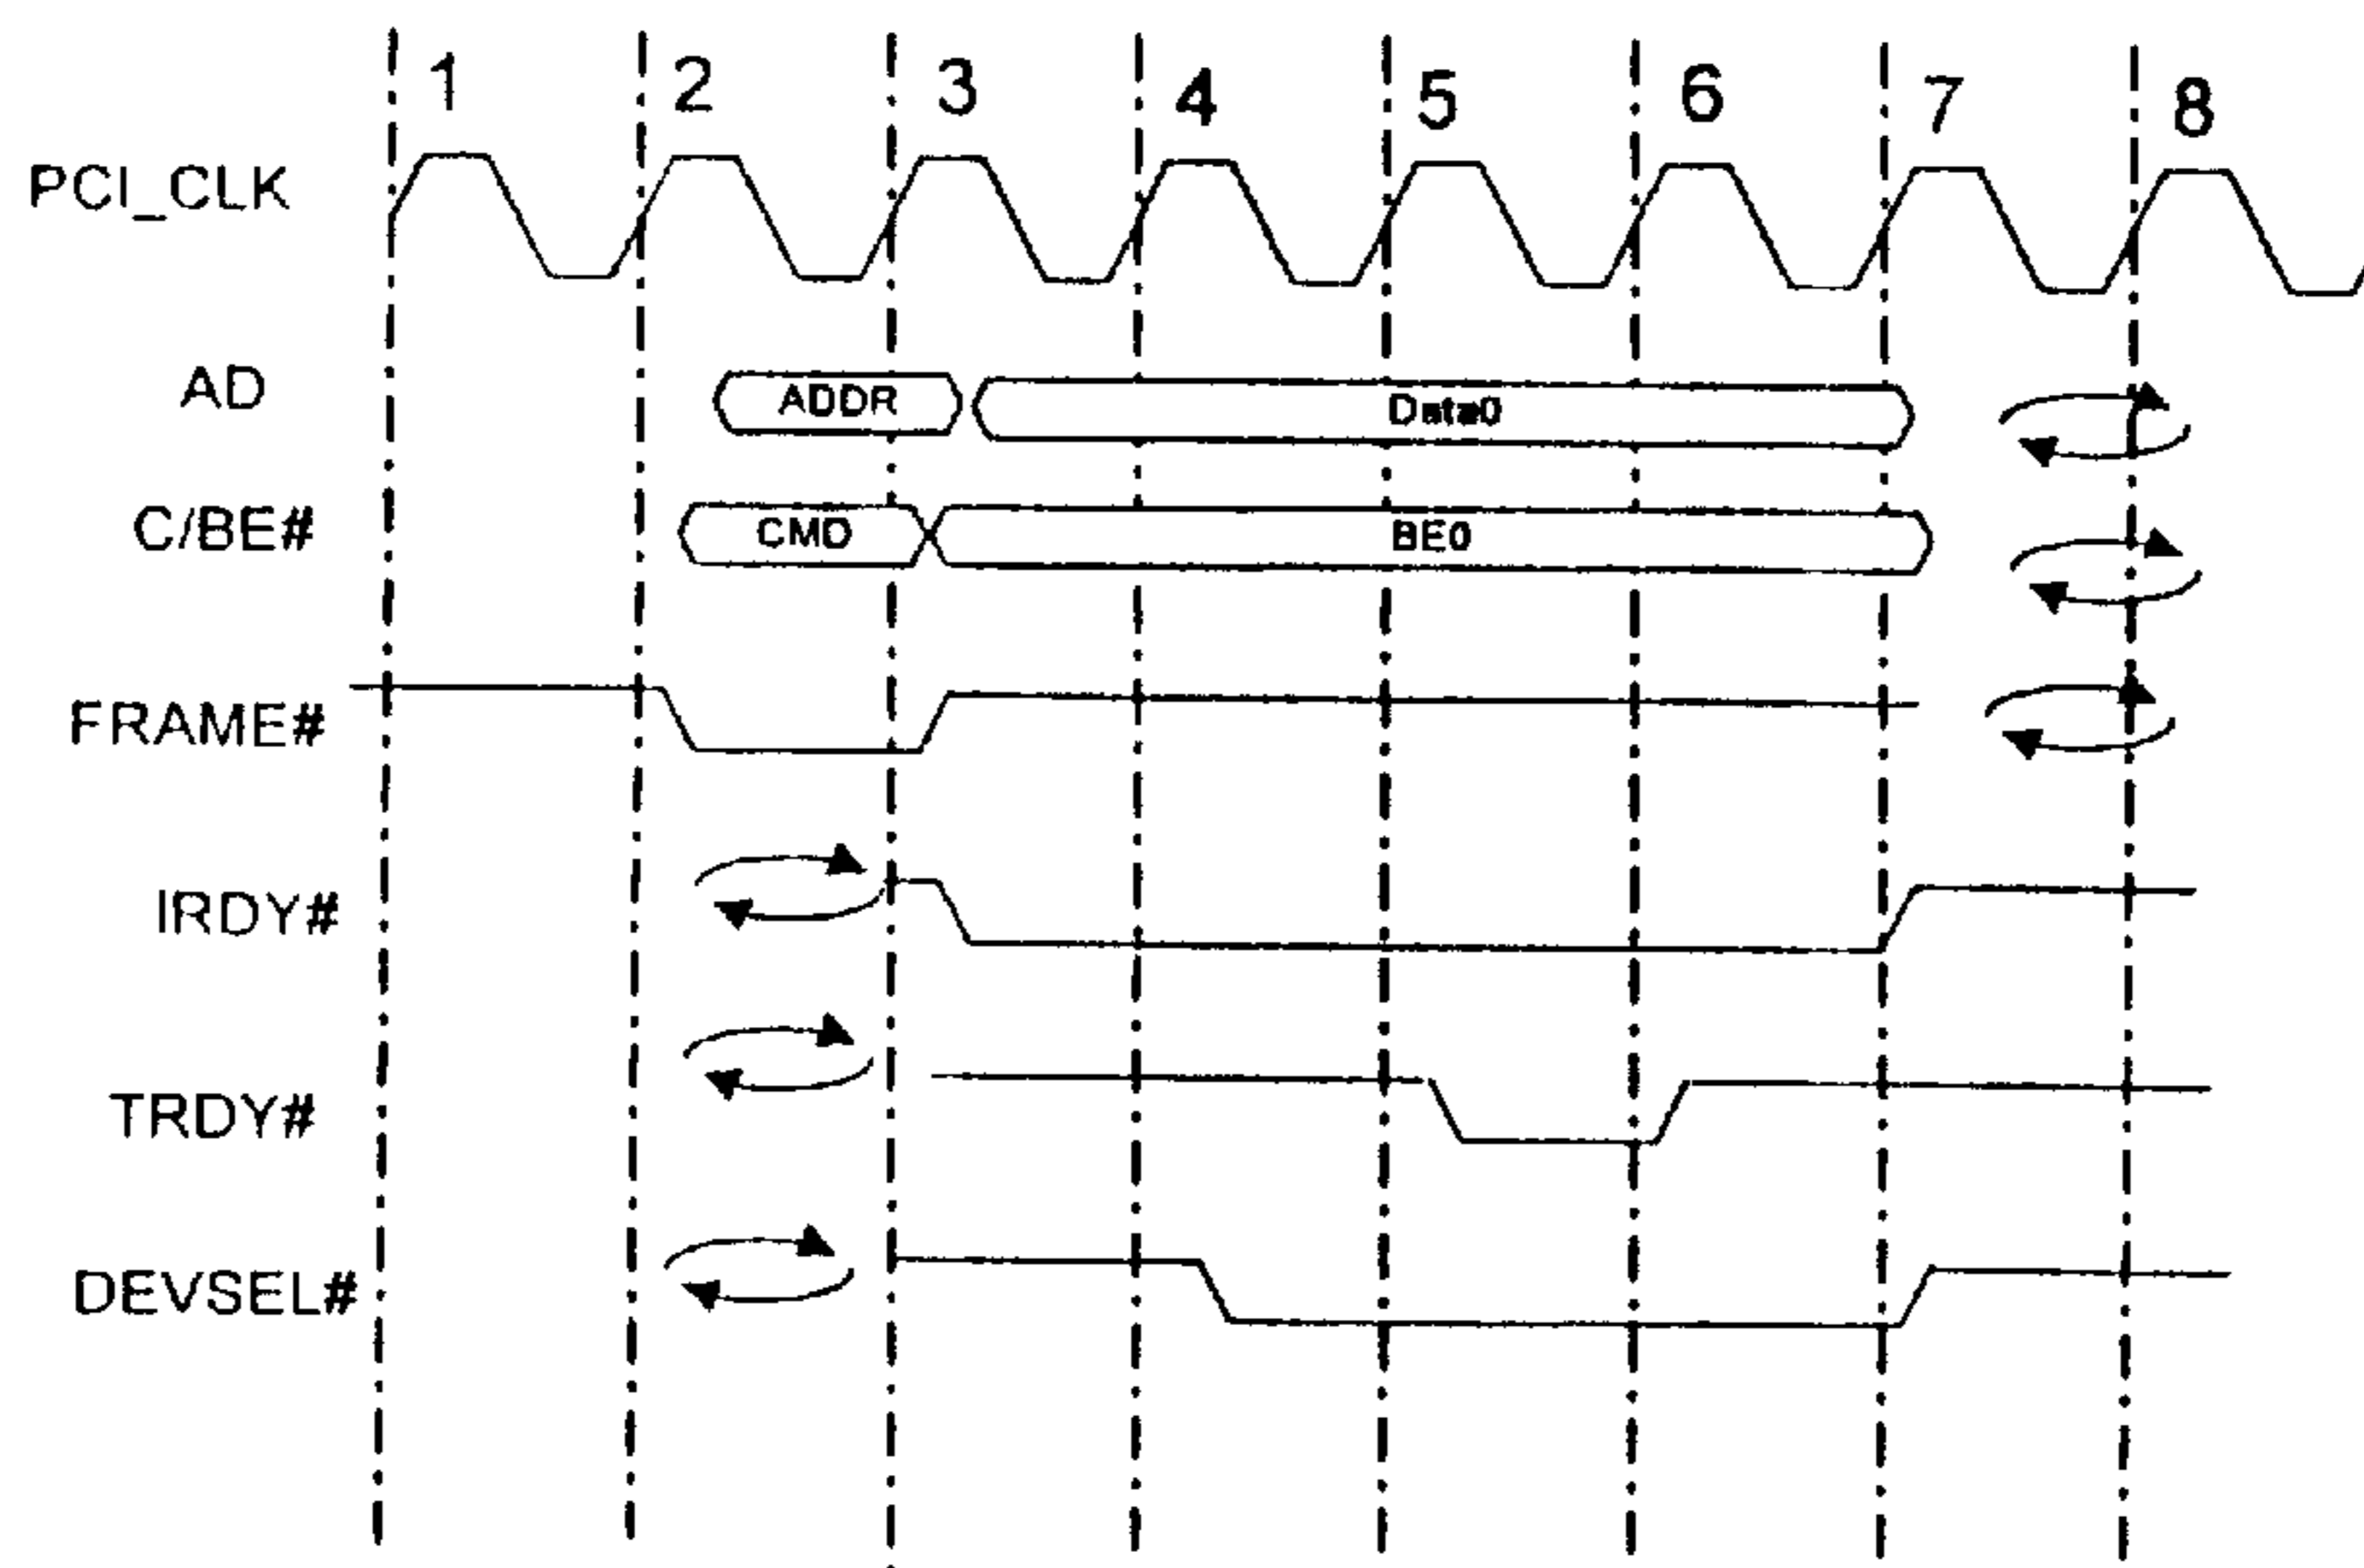 1 2 3 4 5 6 7 8
PCI_CLK
AD ADDR Data0
C/BE# CMD BE0
FRAME#
IRDY#
TRDY#
DEVSEL#